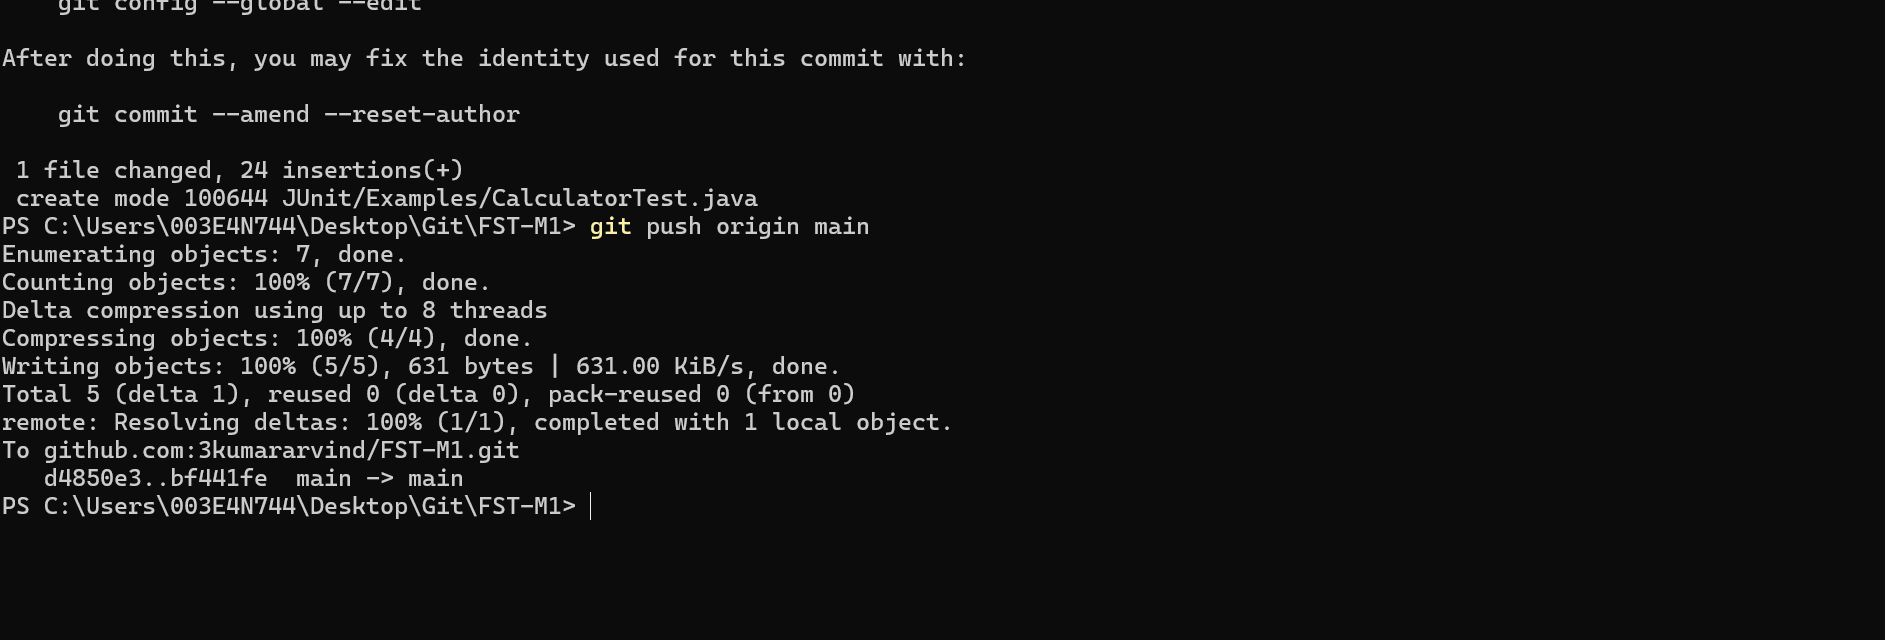 git config --global --edit
After doing this, you may fix the identity used for this commit with:
git commit --amend --reset-author
1 file changed, 24 insertions(+)
create mode 100644 JUnit/Examples/CalculatorTest.java
PS C:\Users\003E4N744\Desktop\Git\FST-M1> git push origin main
Enumerating objects: 7, done.
Counting objects: 100% (7/7), done.
Delta compression using up to 8 threads
Compressing objects: 100% (4/4), done.
Writing objects: 100% (5/5), 631 bytes | 631.00 KiB/s, done.
Total 5 (delta 1), reused 0 (delta 0), pack-reused 0 (from 0)
remote: Resolving deltas: 100% (1/1), completed with 1 local object.
To github.com:3kumararvind/FST-M1.git
d4850e3..bf441fe  main -> main
PS C:\Users\003E4N744\Desktop\Git\FST-M1>